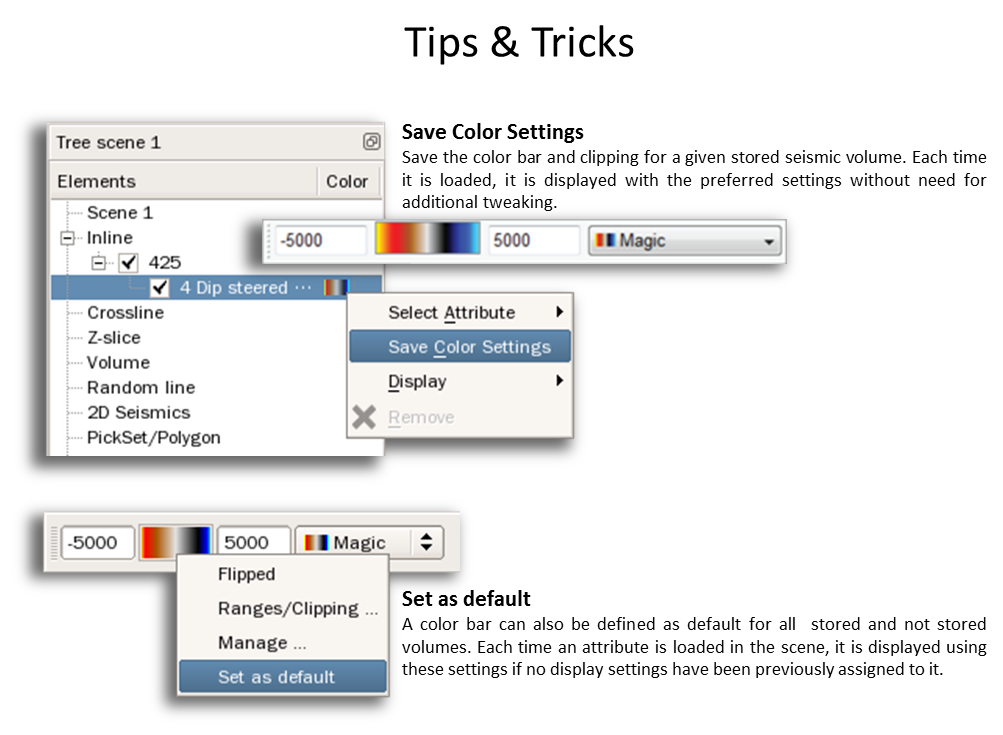 Tips & Tricks
Save Color Settings
Save the color bar and clipping for a given stored seismic volume. Each time
it is loaded, it is displayed with the preferred settings without need for
additional tweaking.
Tree scene 1
Elements Color
Scene 1
Inline
425
4 Dip steered ...
Crossline
Z-slice
Volume
Random line
2D Seismics
PickSet/Polygon
-5000 5000 Magic
Select Attribute
Save Color Settings
Display
Remove
-5000 5000 Magic
Flipped
Ranges/Clipping ...
Manage ...
Set as default
Set as default
A color bar can also be defined as default for all stored and not stored
volumes. Each time an attribute is loaded in the scene, it is displayed using
these settings if no display settings have been previously assigned to it.